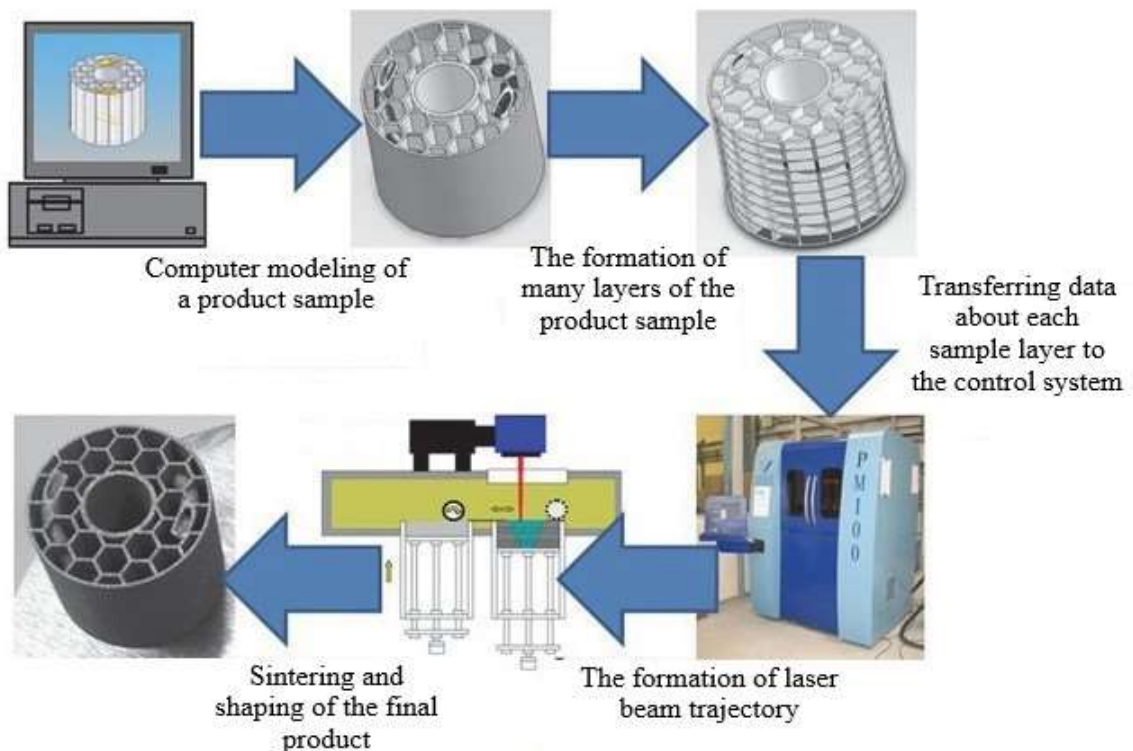 Computer modeling of
a product sample
The formation of
many layers of the
product sample
Transferring data
about each
sample layer to
the control system
PM100
The formation of laser
beam trajectory
Sintering and
shaping of the final
product